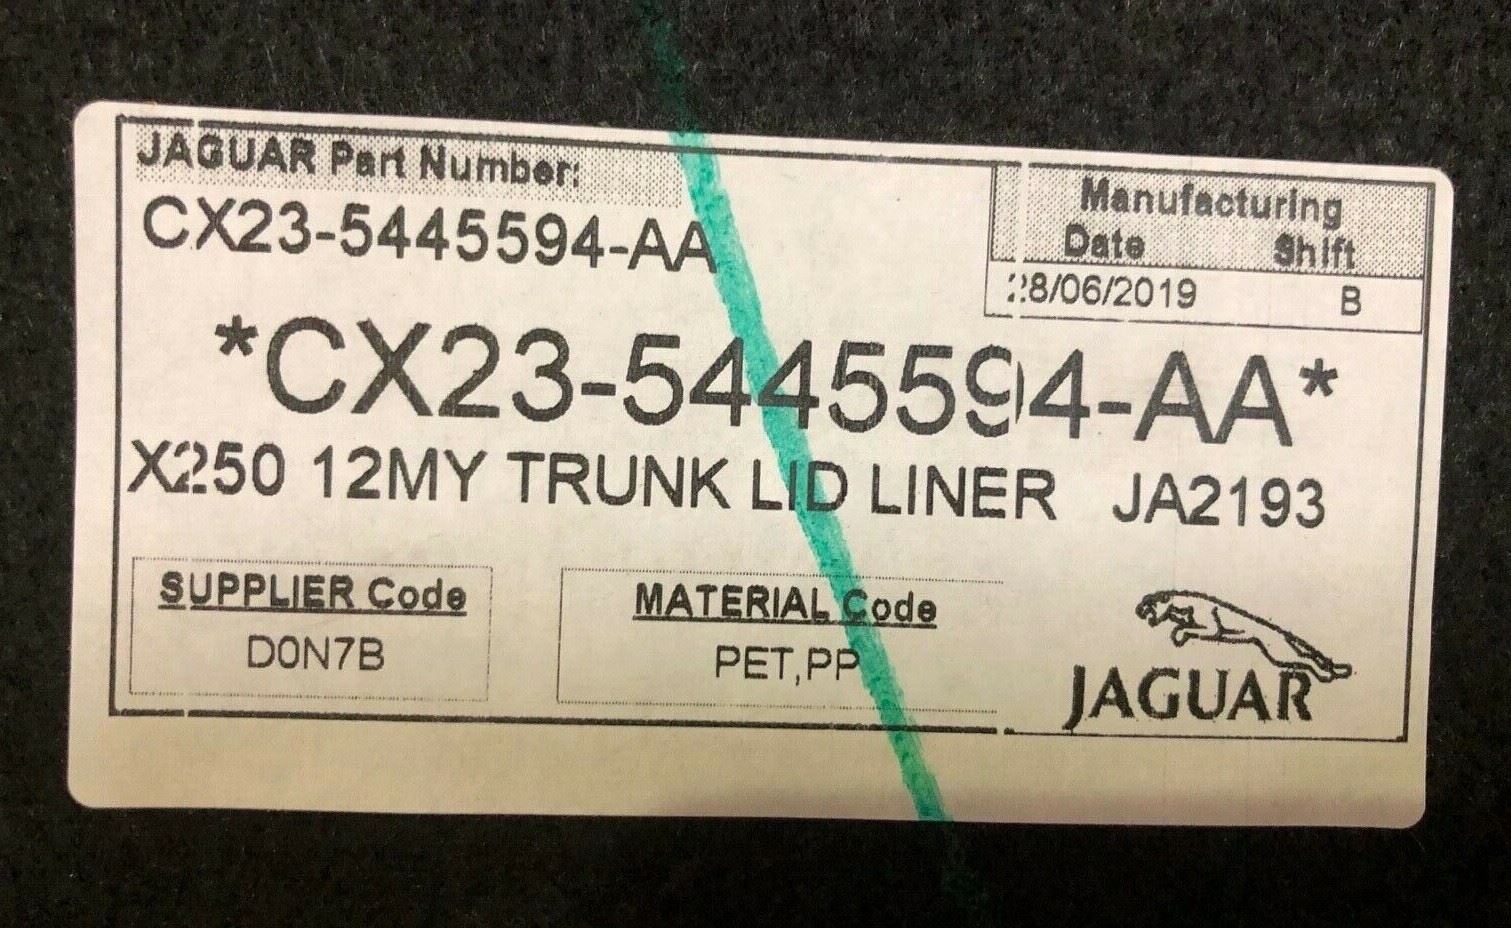 JAGUAR Part Number:
CX23-5445594-AA
Manufacturing
Date Shift
28/06/2019 B
*CX23-5445594-AA*
X250 12MY TRUNK LID LINER JA2193
SUPPLIER Code
D0N7B
MATERIAL Code
PET,PP
JAGUAR